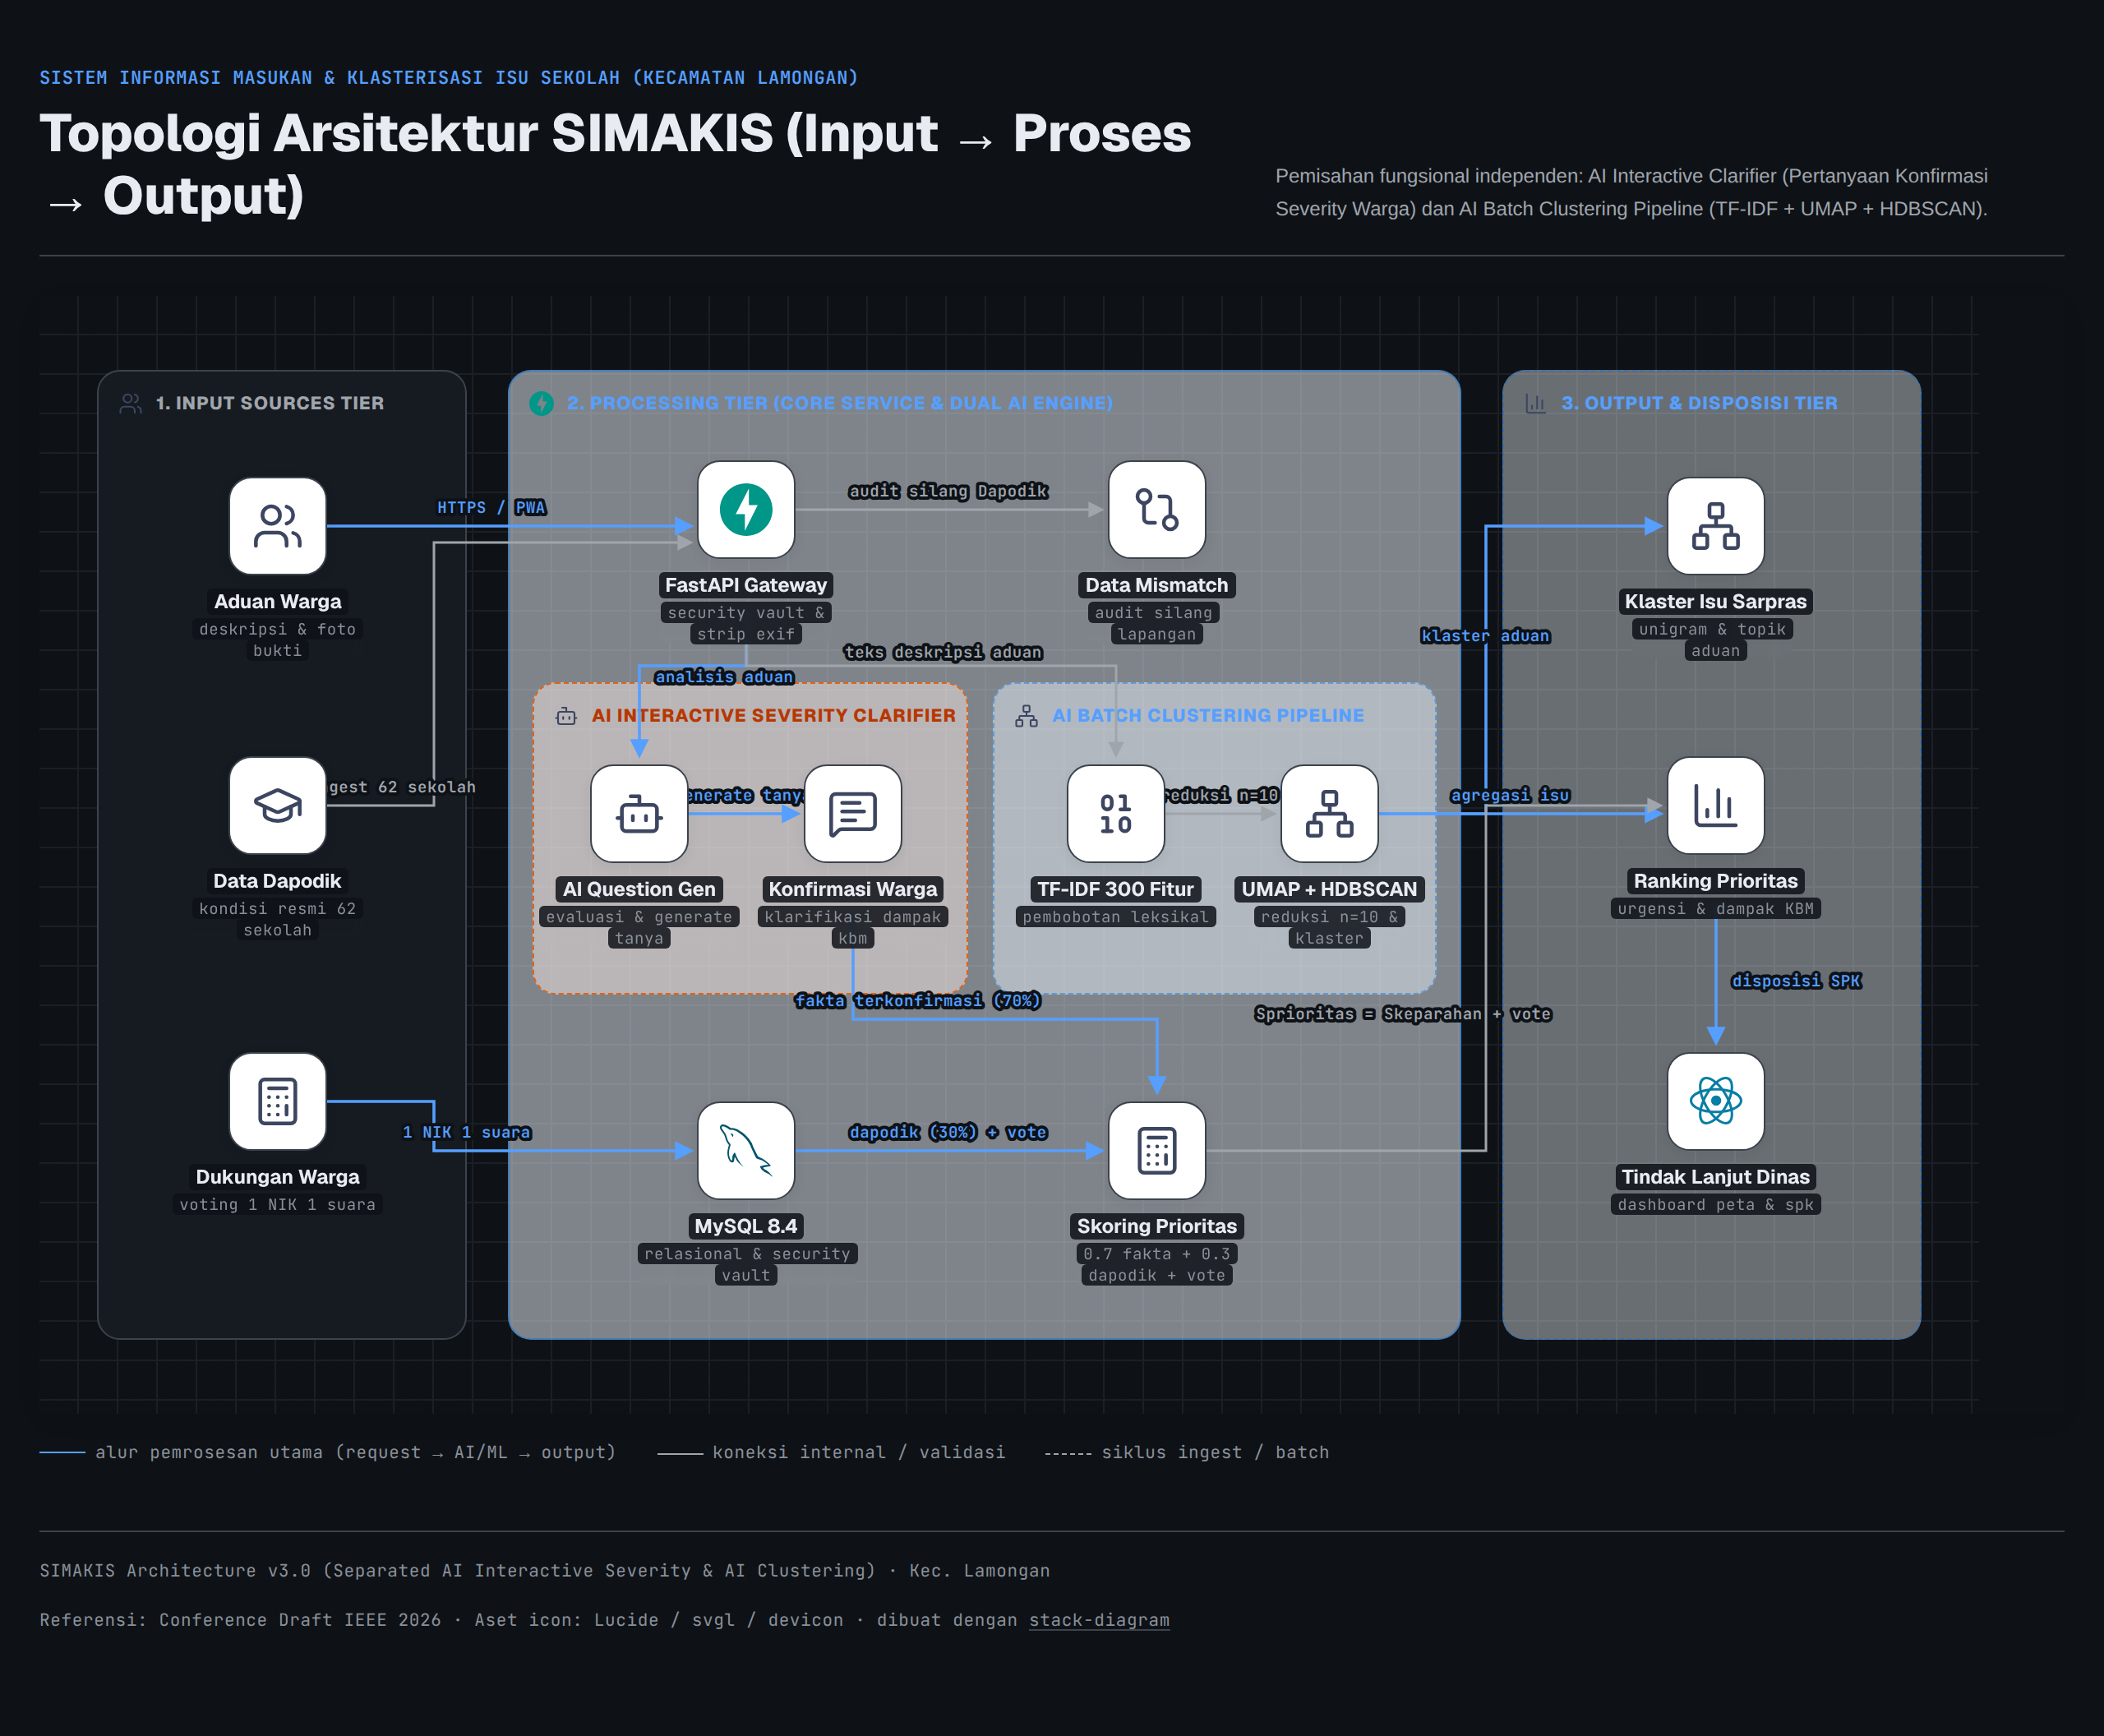 SISTEM INFORMASI MASUKAN & KLASTERISASI ISU SEKOLAH (KECAMATAN LAMONGAN)
Topologi Arsitektur SIMAKIS (Input → Proses
→ Output)
Pemisahan fungsional independen: AI Interactive Clarifier (Pertanyaan Konfirmasi
Severity Warga) dan AI Batch Clustering Pipeline (TF-IDF + UMAP + HDBSCAN).
1. INPUT SOURCES TIER
Aduan Warga
deskripsi & foto
bukti
Data Dapodik
kondisi resmi 62
sekolah
Dukungan Warga
voting 1 NIK 1 suara
HTTPS / PWA
gest 62 sekolah
1 NIK 1 suara
2. PROCESSING TIER (CORE SERVICE & DUAL AI ENGINE)
FastAPI Gateway
security vault &
strip exif
audit silang Dapodik
Data Mismatch
audit silang
lapangan
teks deskripsi aduan
analisis aduan
AI INTERACTIVE SEVERITY CLARIFIER
AI Question Gen
evaluasi & generate
tanya
enerate tany
Konfirmasi Warga
klarifikasi dampak
kbm
AI BATCH CLUSTERING PIPELINE
01
10
TF-IDF 300 Fitur
pembobotan leksikal
eduksi n=10
UMAP + HDBSCAN
reduksi n=10 &
klaster
fakta terkonfirmasi (70%)
Sprioritas = Skeparahan + vote
MySQL 8.4
relasional & security
vault
dapodik (30%) + vote
Skoring Prioritas
0.7 fakta + 0.3
dapodik + vote
klaster aduan
agregasi isu
3. OUTPUT & DISPOSISI TIER
Klaster Isu Sarpras
unigram & topik
aduan
Ranking Prioritas
urgensi & dampak KBM
disposisi SPK
Tindak Lanjut Dinas
dashboard peta & spk
alur pemrosesan utama (request → AI/ML → output)
koneksi internal / validasi
siklus ingest / batch
SIMAKIS Architecture v3.0 (Separated AI Interactive Severity & AI Clustering) · Kec. Lamongan
Referensi: Conference Draft IEEE 2026 · Aset icon: Lucide / svgl / devicon · dibuat dengan stack-diagram